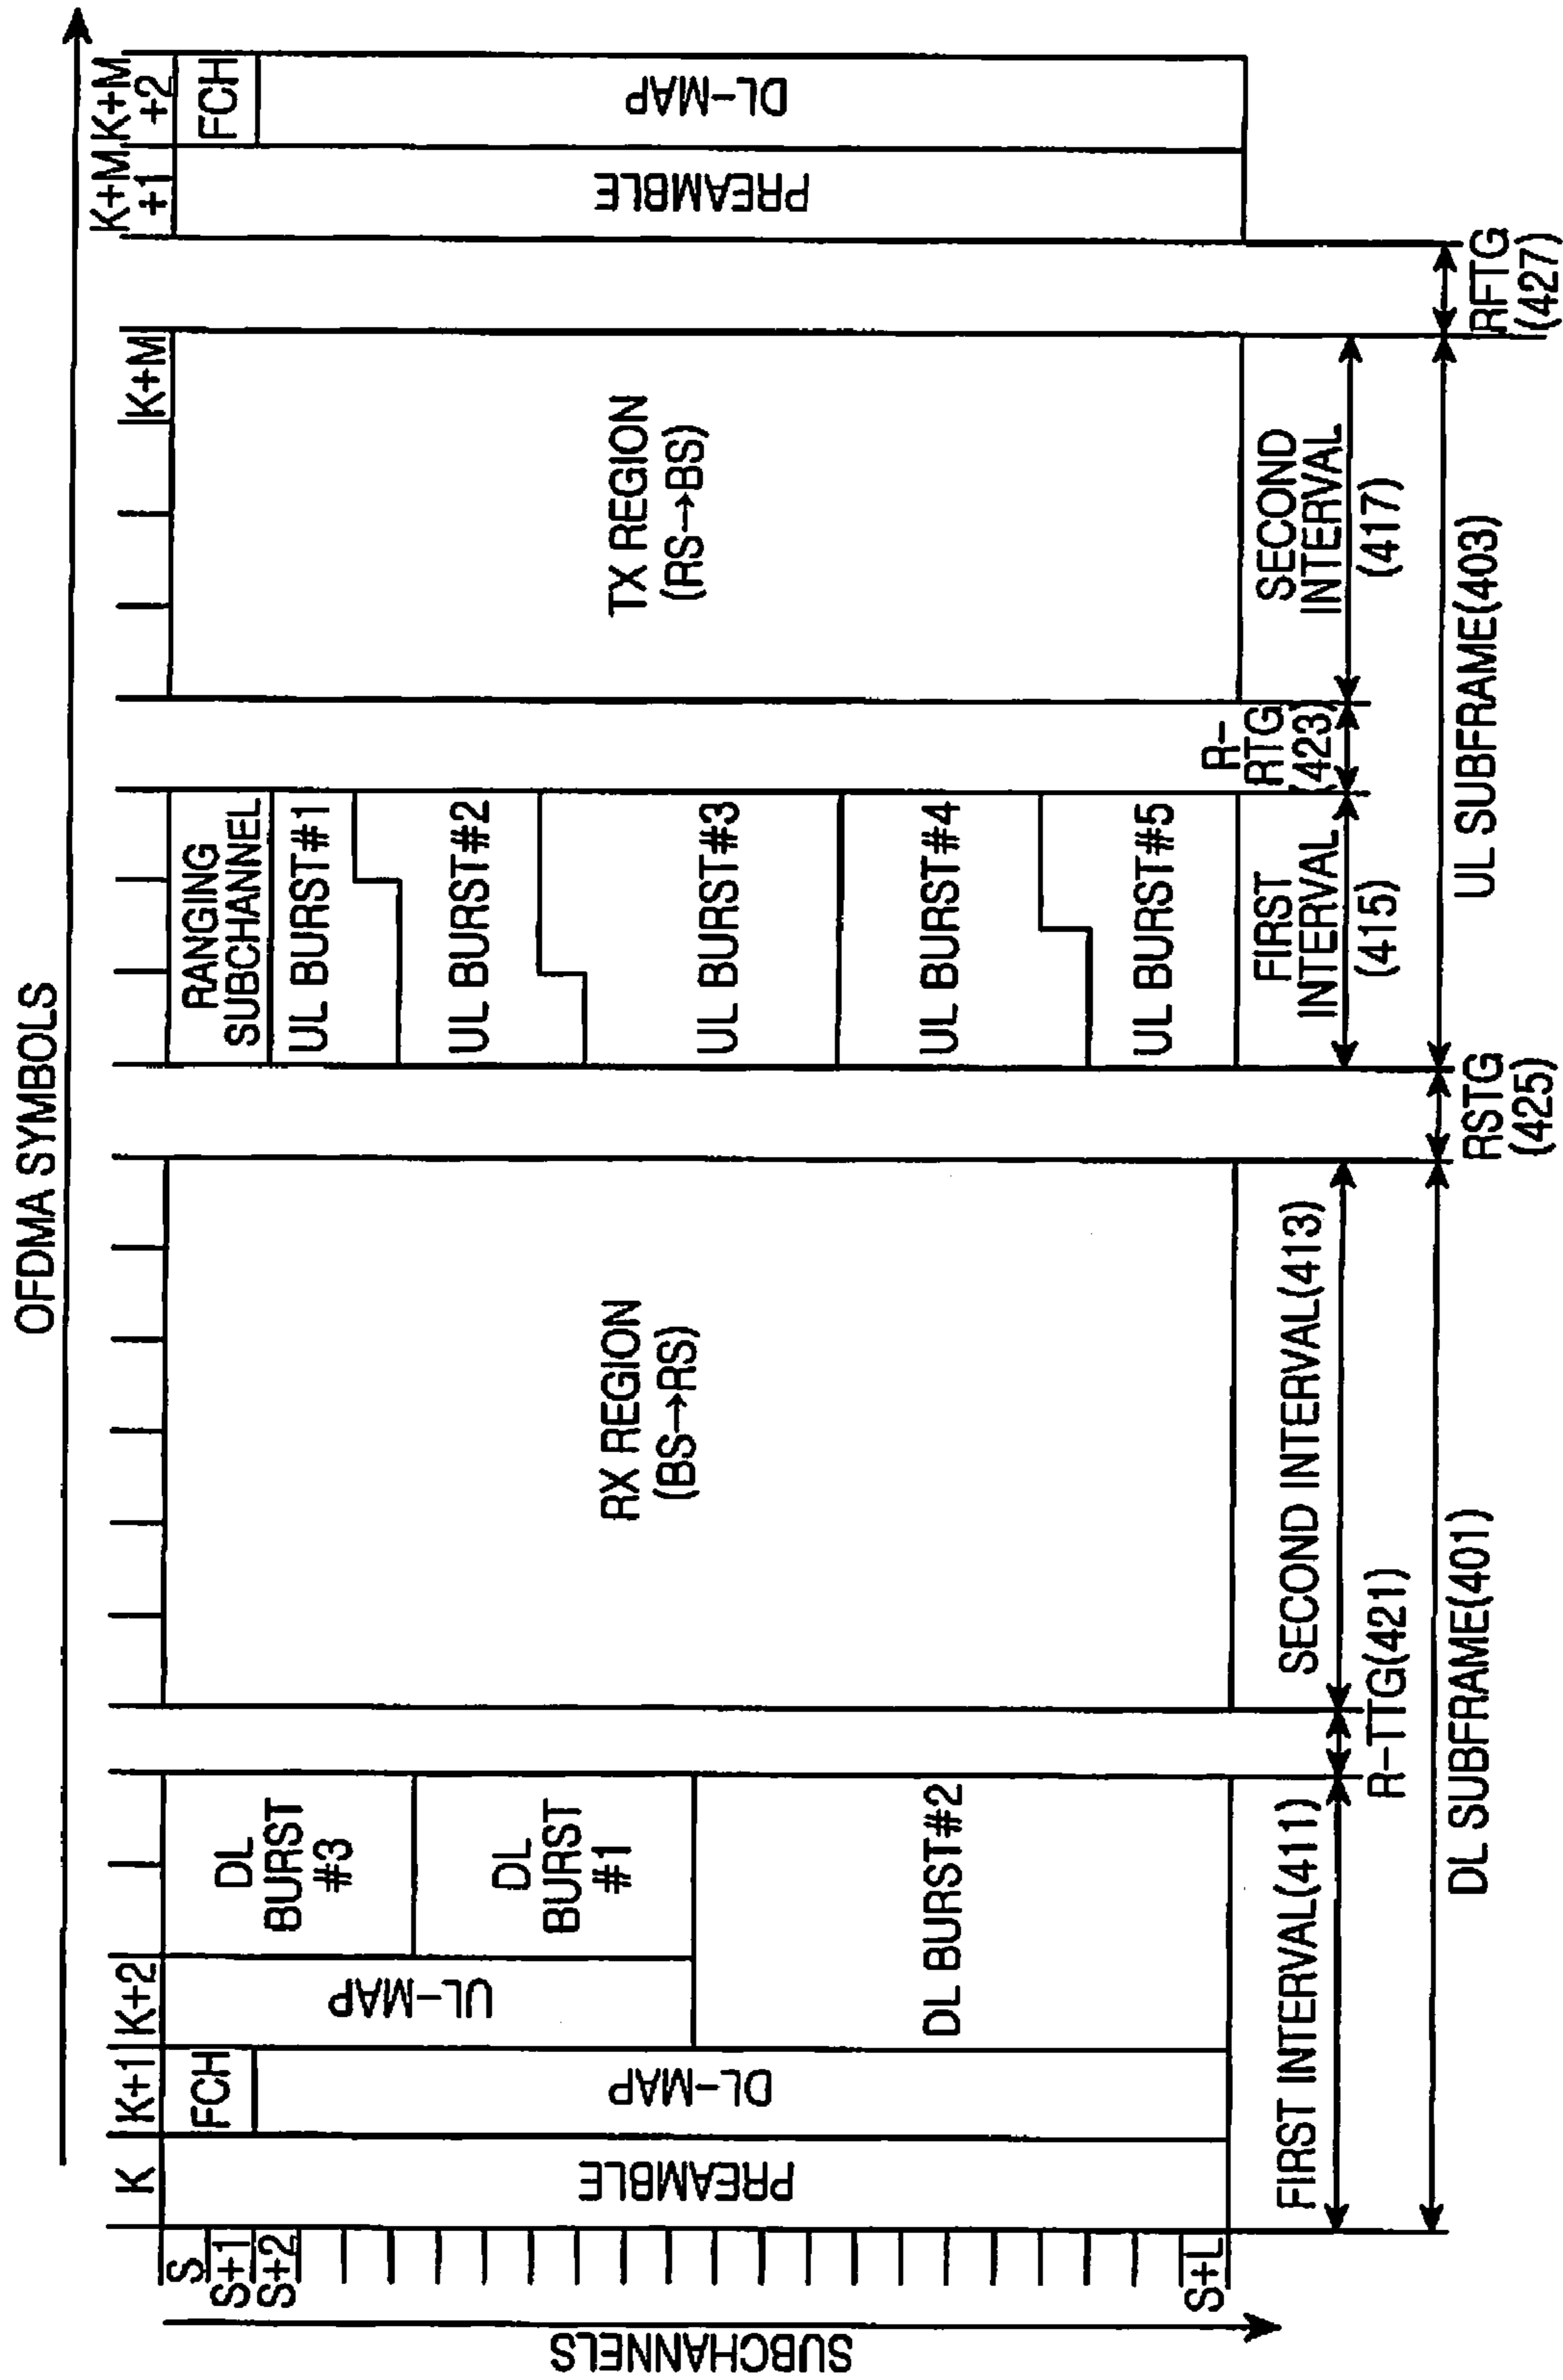 OFDMA SYMBOLS
K
K+1
K+2
K+M
K+M
+1
K+M
+2
SUBCHANNELS
S
S+1
S+2
S+L
PREAMBLE
FCH
DL-MAP
UL-MAP
DL
BURST
#3
DL
BURST
#1
DL BURST#2
RX REGION
(BS→RS)
RANGING
SUBCHANNEL
UL BURST#1
UL BURST#2
UL BURST#3
UL BURST#4
UL BURST#5
TX REGION
(RS→BS)
PREAMBLE
FCH
DL-MAP
FIRST INTERVAL(411)
R-TTG(421)
SECOND INTERVAL(413)
FIRST
INTERVAL
(415)
R-
RTG
(423)
SECOND
INTERVAL
(417)
DL SUBFRAME(401)
RSTG
(425)
UL SUBFRAME(403)
RFTG
(427)